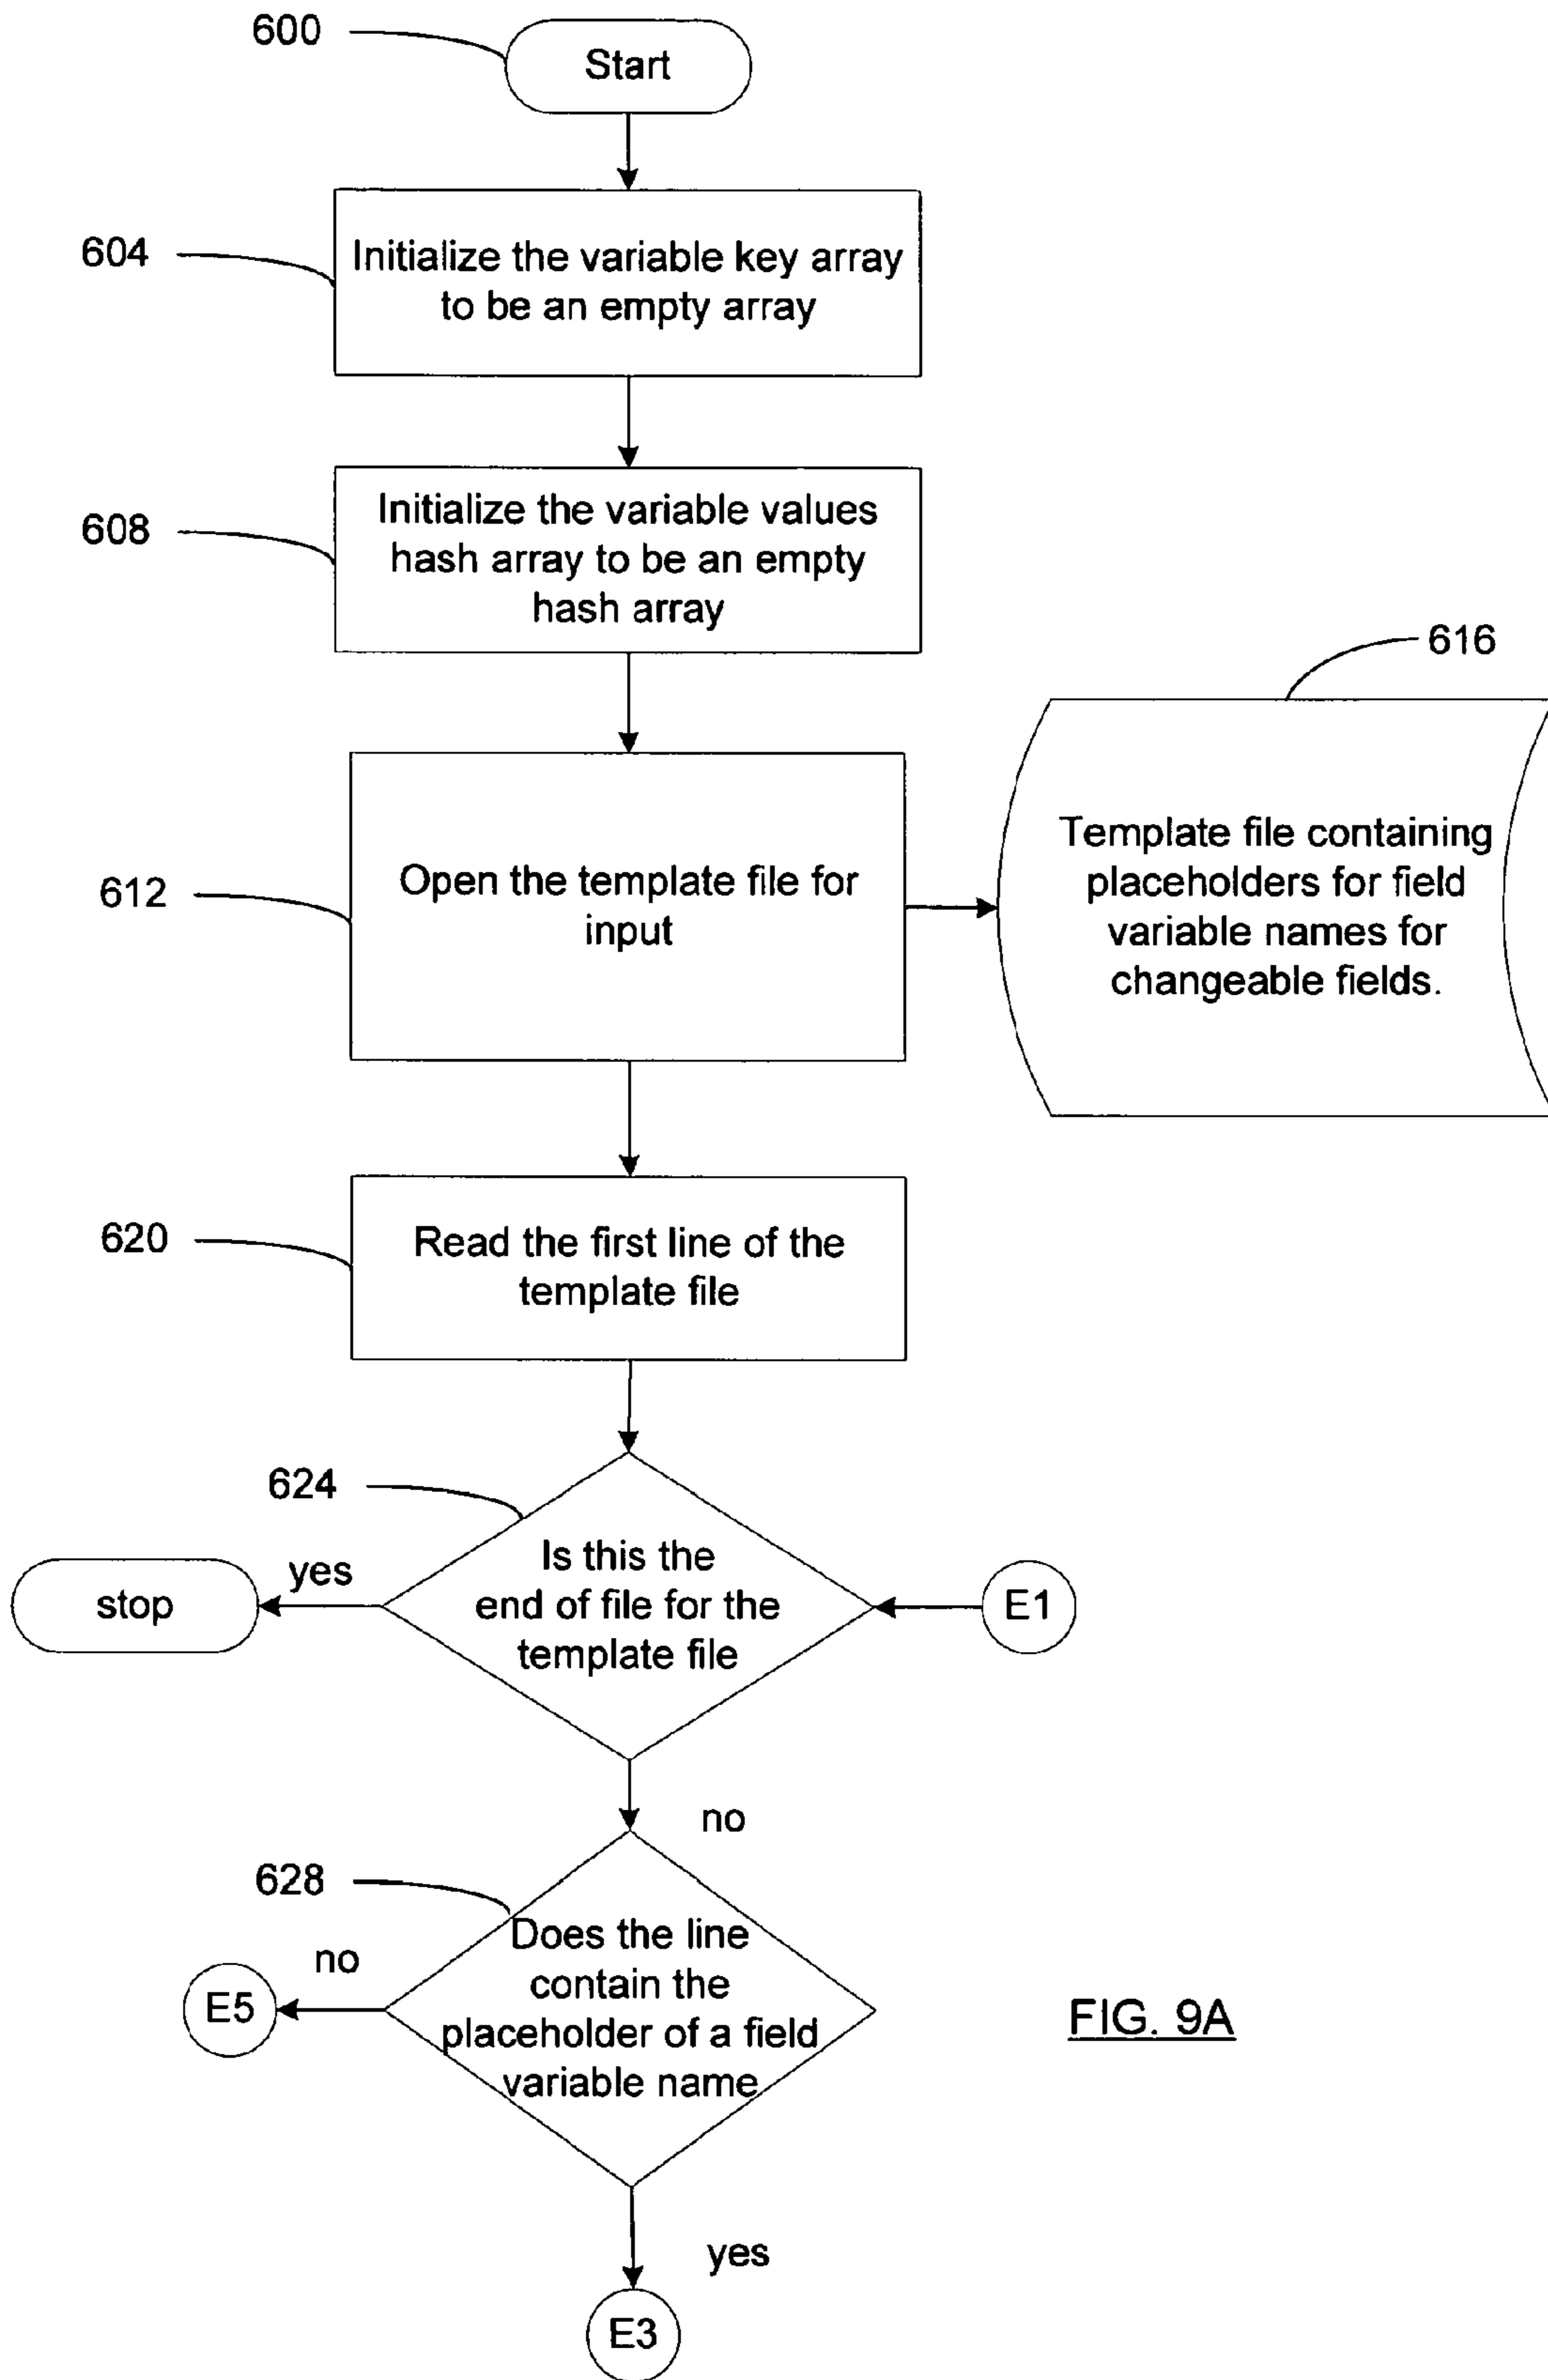 600
Start
604
Initialize the variable key array
to be an empty array
608
Initialize the variable values
hash array to be an empty
hash array
616
612
Open the template file for
input
Template file containing
placeholders for field
variable names for
changeable fields.
620
Read the first line of the
template file
624
Is this the
end of file for the
template file
yes
stop
E1
no
628
Does the line
contain the
placeholder of a field
variable name
no
E5
FIG. 9A
yes
E3